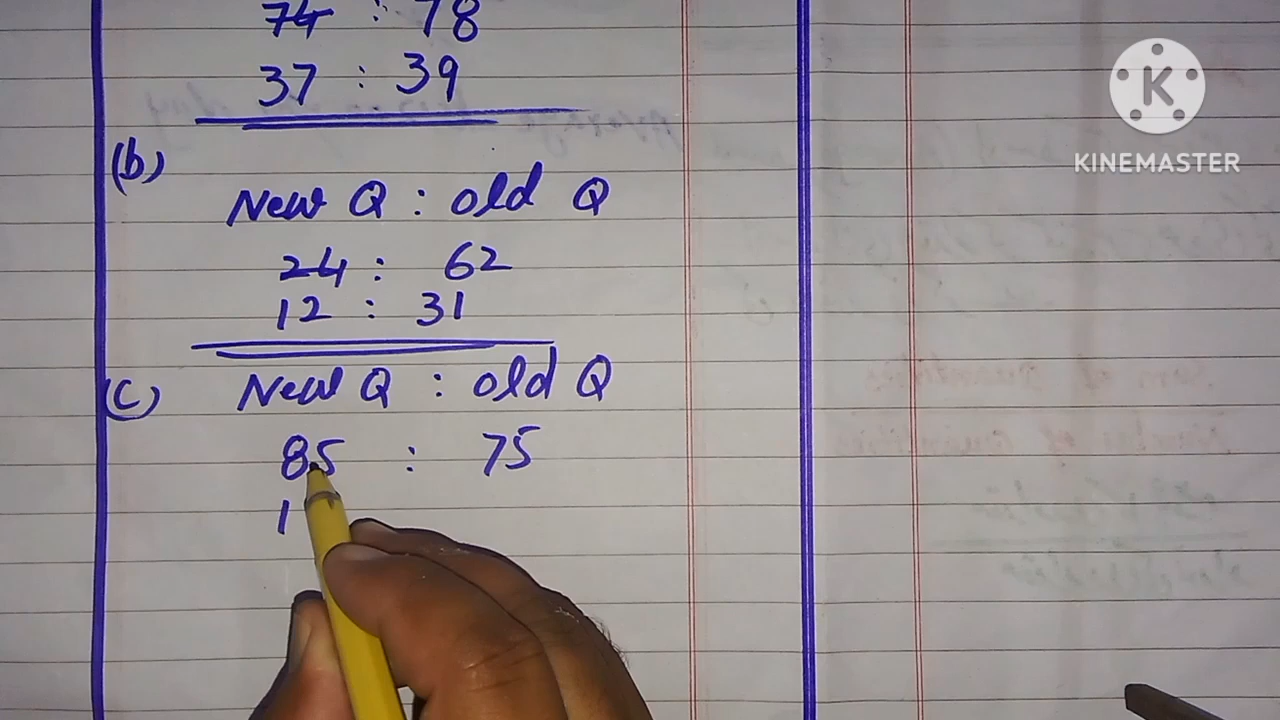 74 : 78
37 : 39
(b)
New Q : old Q
24 : 62
12 : 31
(c) New Q : old Q
85 : 75
1
K
KINEMASTER